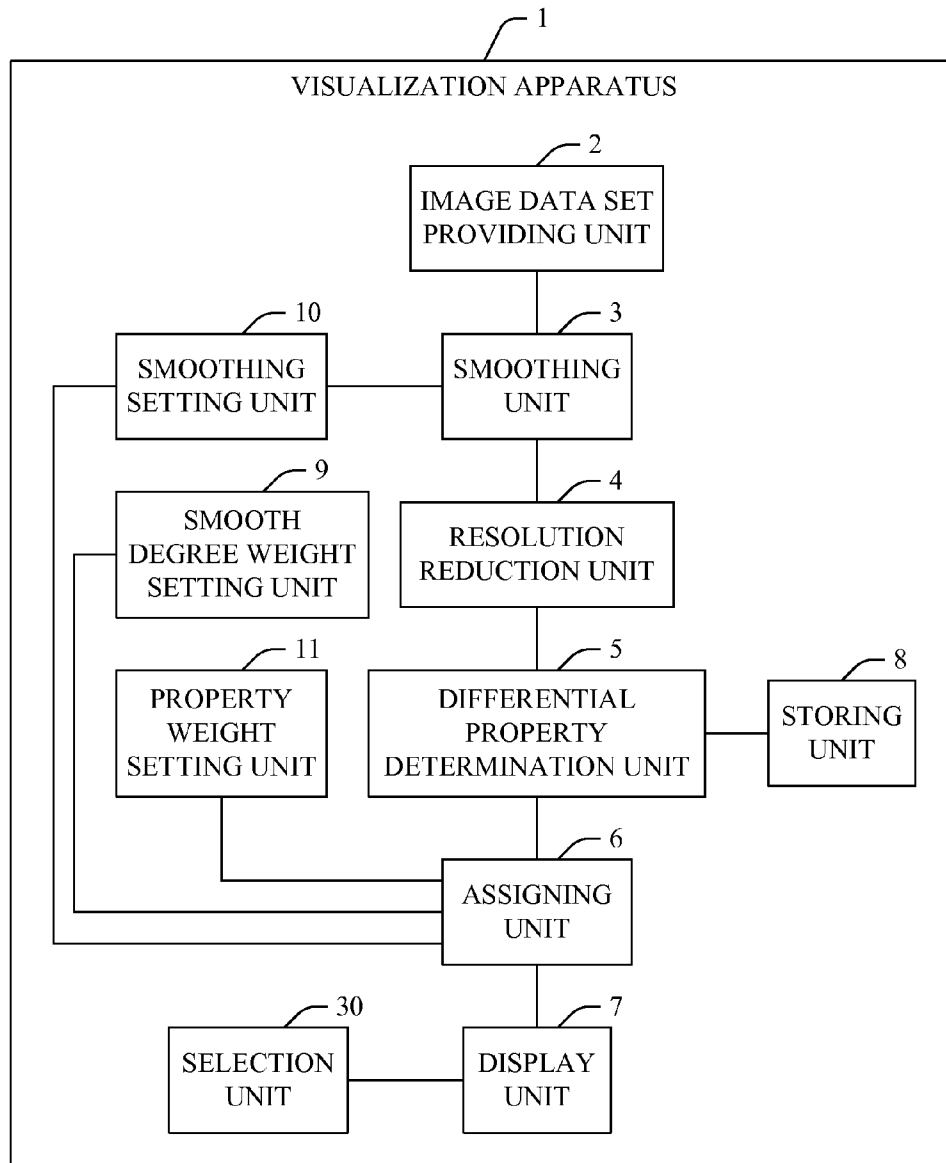 1
VISUALIZATION APPARATUS
2
IMAGE DATA SET
PROVIDING UNIT
10
SMOOTHING
SETTING UNIT
3
SMOOTHING
UNIT
9
SMOOTH
DEGREE WEIGHT
SETTING UNIT
4
RESOLUTION
REDUCTION UNIT
11
PROPERTY
WEIGHT
SETTING UNIT
5
DIFFERENTIAL
PROPERTY
DETERMINATION UNIT
8
STORING
UNIT
6
ASSIGNING
UNIT
30
SELECTION
UNIT
7
DISPLAY
UNIT